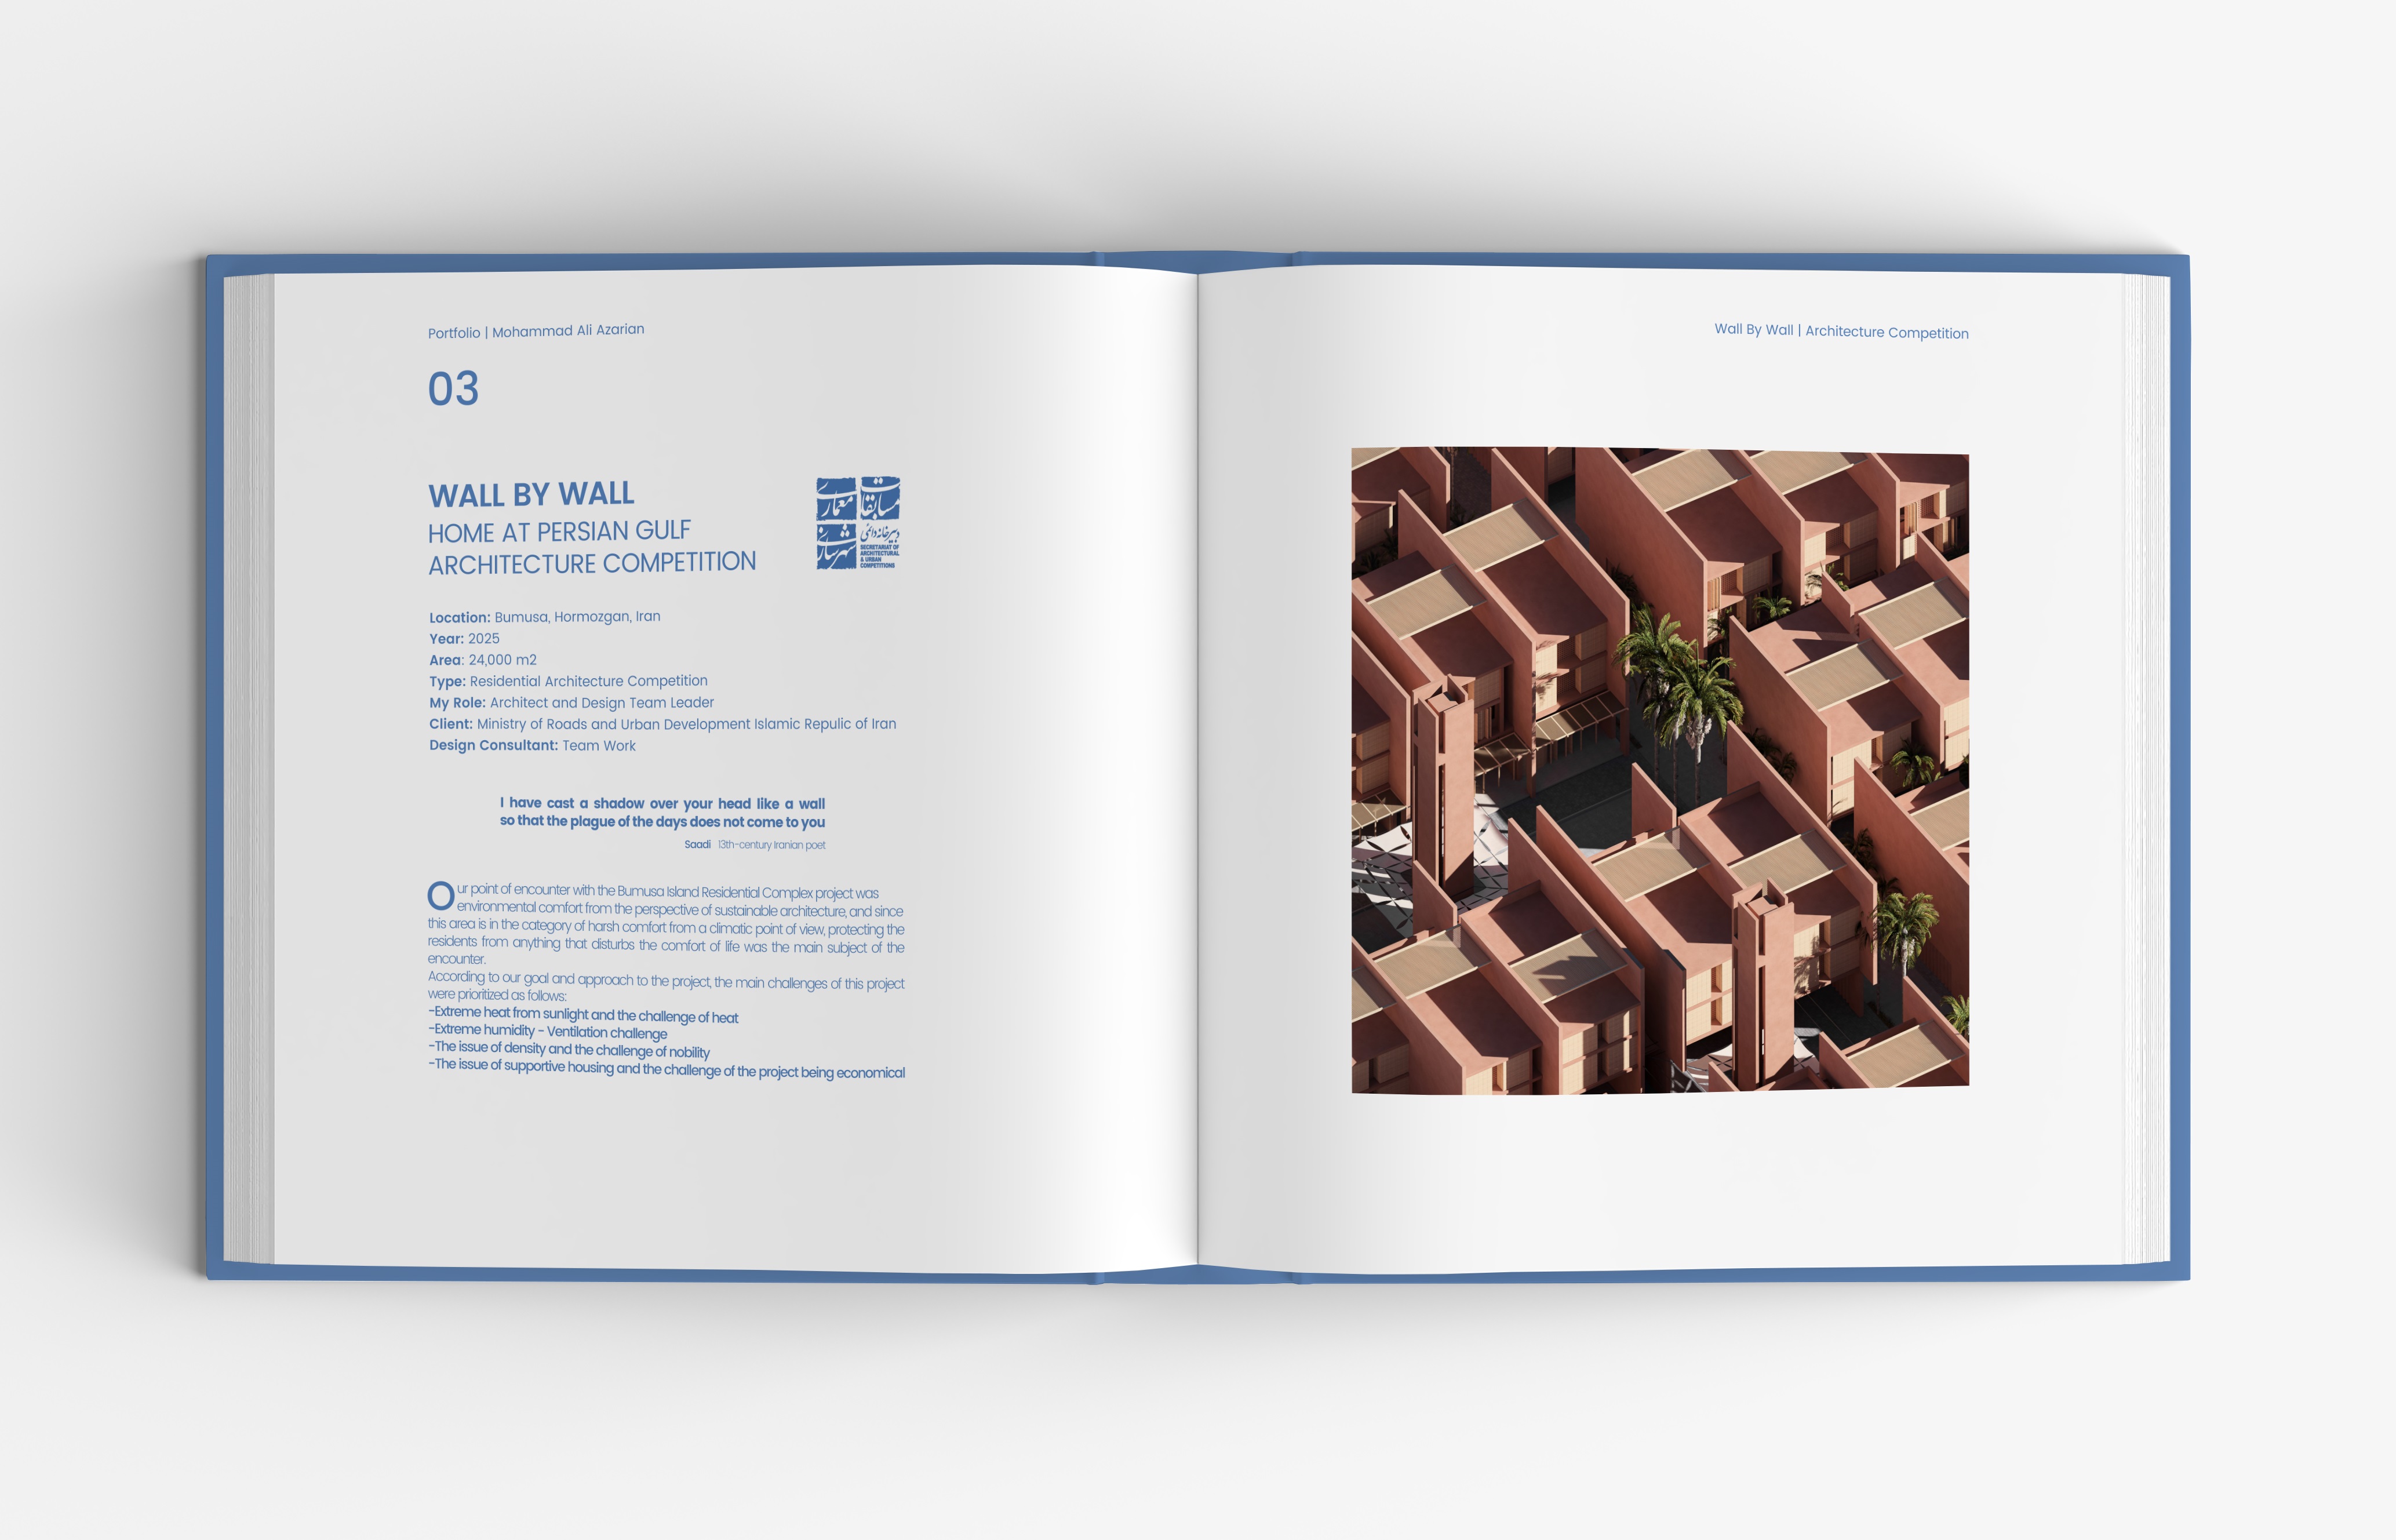 Portfolio | Mohammad Ali Azarian
03
WALL BY WALL
HOME AT PERSIAN GULF
ARCHITECTURE COMPETITION
مسابقات
معماری
شهرسازی
دبیرخانه دائمی
SECRETARIAT OF
ARCHITECTURAL
& URBAN
COMPETITIONS
Location: Bumusa, Hormozgan, Iran
Year: 2025
Area: 24,000 m2
Type: Residential Architecture Competition
My Role: Architect and Design Team Leader
Client: Ministry of Roads and Urban Development Islamic Repulic of Iran
Design Consultant: Team Work
I have cast a shadow over your head like a wall
so that the plague of the days does not come to you
Saadi 13th-century Iranian poet
Our point of encounter with the Bumusa Island Residential Complex project was
environmental comfort from the perspective of sustainable architecture, and since
this area is in the category of harsh comfort from a climatic point of view, protecting the
residents from anything that disturbs the comfort of life was the main subject of the
encounter.
According to our goal and approach to the project, the main challenges of this project
were prioritized as follows:
-Extreme heat from sunlight and the challenge of heat
-Extreme humidity - Ventilation challenge
-The issue of density and the challenge of nobility
-The issue of supportive housing and the challenge of the project being economical
Wall By Wall | Architecture Competition